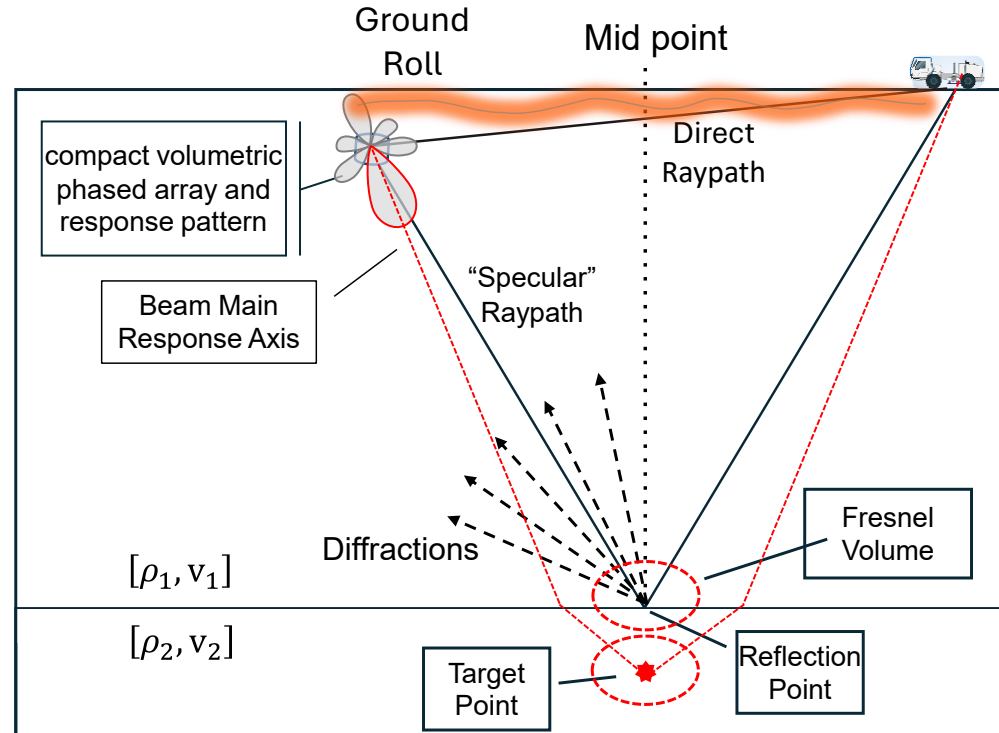 Ground
Roll
Mid point
compact volumetric
phased array and
response pattern
Direct
Raypath
Beam Main
Response Axis
“Specular”
Raypath
Diffractions
Fresnel
Volume
[ρ₁, v₁]
[ρ₂, v₂]
Target
Point
Reflection
Point